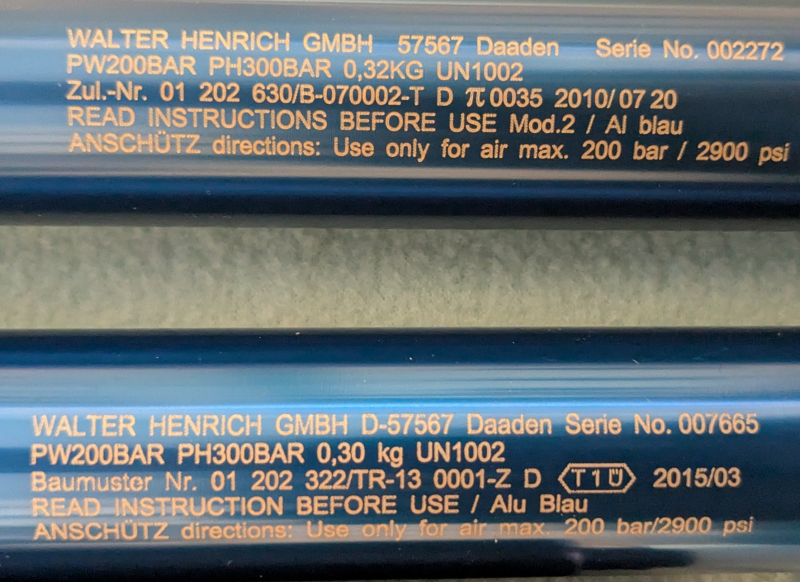 WALTER HENRICH GMBH 57567 Daaden Serie No. 002272
PW200BAR PH300BAR 0,32KG UN1002
Zul.-Nr. 01 202 630/B-070002-T D π 0035 2010/07 20
READ INSTRUCTIONS BEFORE USE Mod.2 / Al blau
ANSCHÜTZ directions: Use only for air max. 200 bar / 2900 psi
WALTER HENRICH GMBH D-57567 Daaden Serie No. 007665
PW200BAR PH300BAR 0,30 kg UN1002
Baumuster Nr. 01 202 322/TR-13 0001-Z D T1 2015/03
READ INSTRUCTION BEFORE USE / Alu Blau
ANSCHÜTZ directions: Use only for air max. 200 bar/2900 psi